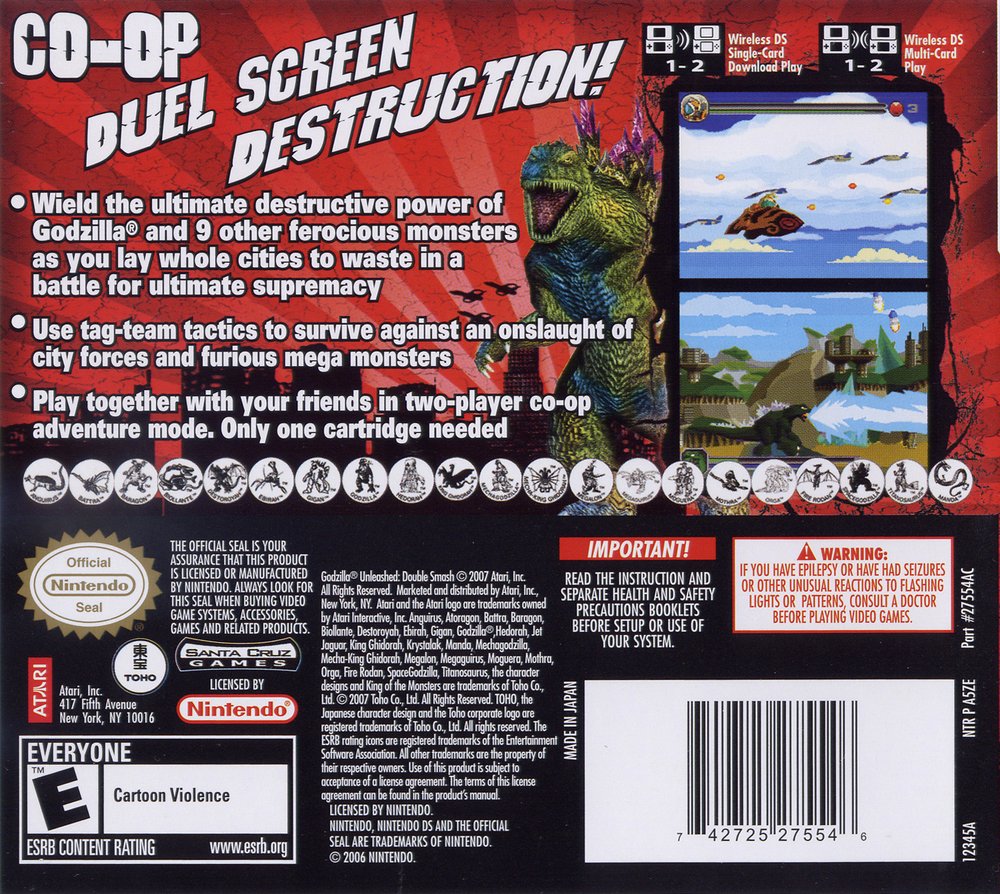 CO-OP
DUEL SCREEN
DESTRUCTION!
Wireless DS
Single-Card
Download Play
1-2
Wireless DS
Multi-Card
Play
1-2
3
• Wield the ultimate destructive power of
Godzilla® and 9 other ferocious monsters
as you lay whole cities to waste in a
battle for ultimate supremacy
• Use tag-team tactics to survive against an onslaught of
city forces and furious mega monsters
• Play together with your friends in two-player co-op
adventure mode. Only one cartridge needed
ANGUIRUS
BATTRA
BARAGON
BIOLLANTE
DESTOROYAH
EBIRAH
GIGAN
GODZILLA
HEDORAH
MOTHRA
ORGA
FIRE RODAN
MANDA
Official
Nintendo®
Seal
THE OFFICIAL SEAL IS YOUR
ASSURANCE THAT THIS PRODUCT
IS LICENSED OR MANUFACTURED
BY NINTENDO. ALWAYS LOOK FOR
THIS SEAL WHEN BUYING VIDEO
GAME SYSTEMS, ACCESSORIES,
GAMES AND RELATED PRODUCTS.
ATARI
東宝
TOHO
Atari, Inc.
417 Fifth Avenue
New York, NY 10016
SANTA CRUZ
GAMES
LICENSED BY
Nintendo®
EVERYONE
TM
E
Cartoon Violence
ESRB CONTENT RATING
www.esrb.org
Godzilla® Unleashed: Double Smash © 2007 Atari, Inc.
All Rights Reserved. Marketed and distributed by Atari, Inc.,
New York, NY. Atari and the Atari logo are trademarks owned
by Atari Interactive, Inc. Anguirus, Atoragon, Battra, Baragon,
Biollante, Destoroyah, Ebirah, Gigan, Godzilla®,Hedorah, Jet
Jaguar, King Ghidorah, Krystalak, Manda, Mechagodzilla,
Mecha-King Ghidorah, Megalon, Megaguirus, Moguera, Mothra,
Orga, Fire Rodan, SpaceGodzilla, Titanosaurus, the character
designs and King of the Monsters are trademarks of Toho Co.,
Ltd. © 2007 Toho Co., Ltd. All Rights Reserved. TOHO, the
Japanese character design and the Toho corporate logo are
registered trademarks of Toho Co., Ltd. All rights reserved. The
ESRB rating icons are registered trademarks of the Entertainment
Software Association. All other trademarks are the property of
their respective owners. Use of this product is subject to
acceptance of a license agreement. The terms of this license
agreement can be found in the product's manual.
LICENSED BY NINTENDO.
NINTENDO, NINTENDO DS AND THE OFFICIAL
SEAL ARE TRADEMARKS OF NINTENDO.
© 2006 NINTENDO.
IMPORTANT!
READ THE INSTRUCTION AND
SEPARATE HEALTH AND SAFETY
PRECAUTIONS BOOKLETS
BEFORE SETUP OR USE OF
YOUR SYSTEM.
WARNING:
IF YOU HAVE EPILEPSY OR HAVE HAD SEIZURES
OR OTHER UNUSUAL REACTIONS TO FLASHING
LIGHTS OR PATTERNS, CONSULT A DOCTOR
BEFORE PLAYING VIDEO GAMES.
MADE IN JAPAN
7 42725 27554 6
Part #27554AC
NTR P A5ZE
12345A